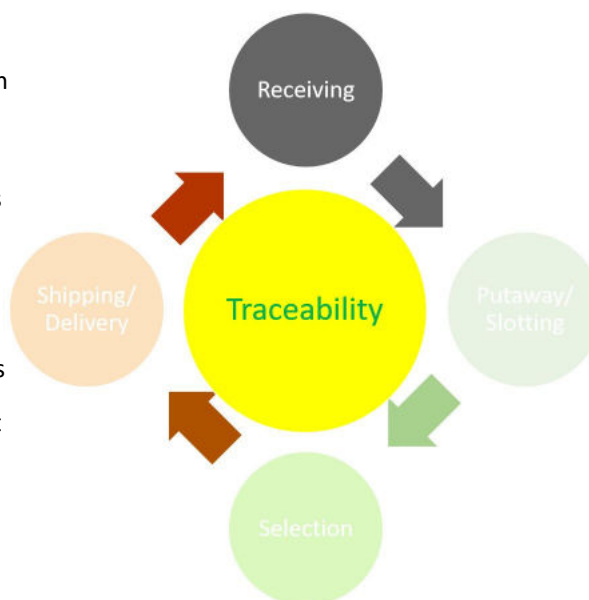 Receiving
Traceability
Shipping/
Delivery
Putaway/
Slotting
Selection